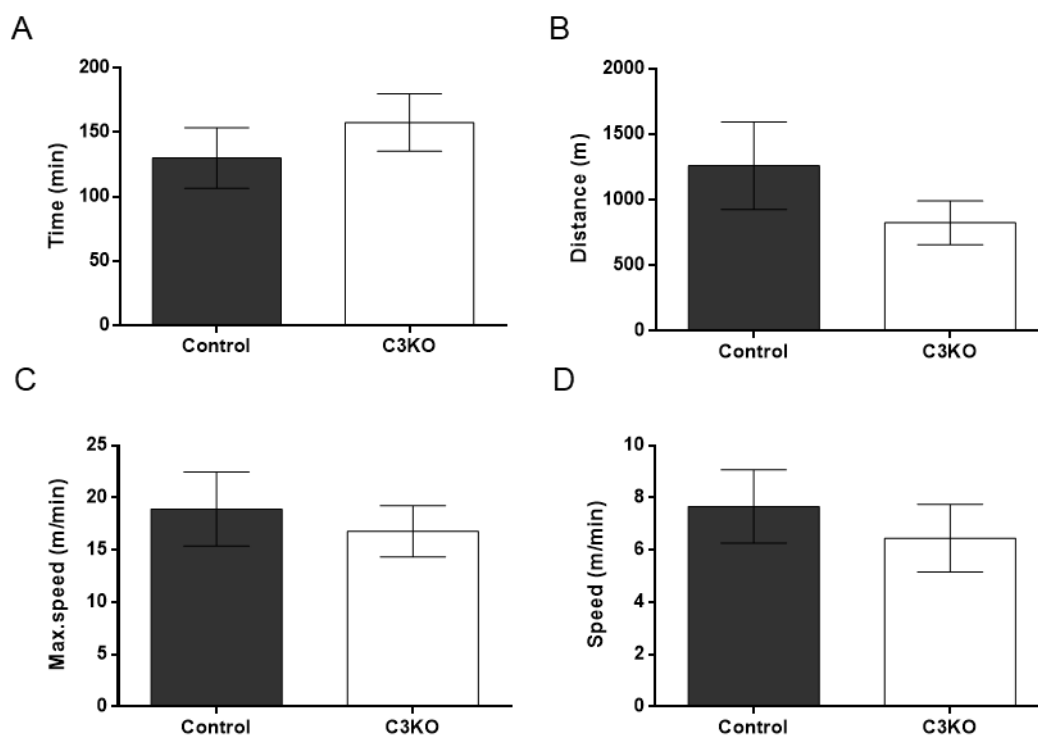 A
Time (min)
200
150
100
50
0
Control
C3KO
B
Distance (m)
2000
1500
1000
500
0
Control
C3KO
C
Max.speed (m/min)
25
20
15
10
5
0
Control
C3KO
D
Speed (m/min)
10
8
6
4
2
0
Control
C3KO